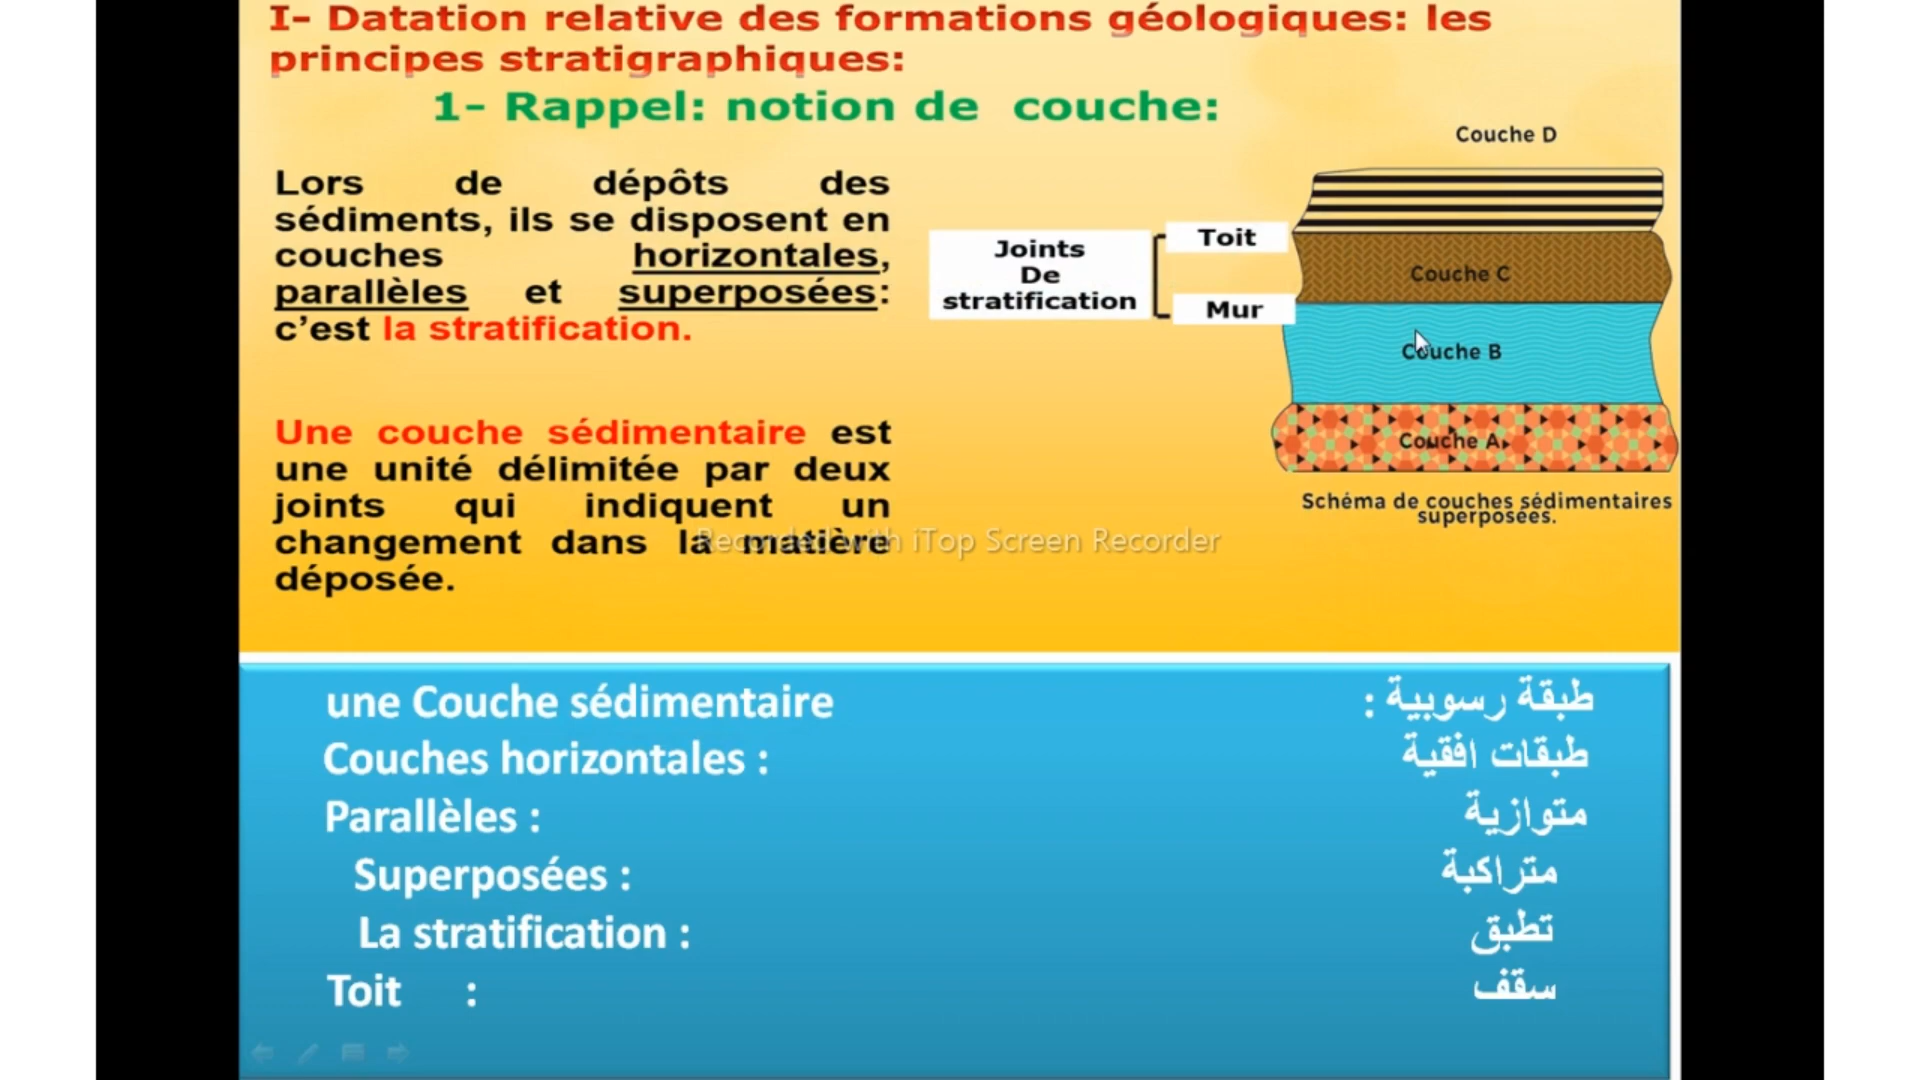 I- Datation relative des formations géologiques: les
principes stratigraphiques:
1- Rappel: notion de couche:
Lors de dépôts des
sédiments, ils se disposent en
couches horizontales,
parallèles et superposées:
c’est la stratification.
Une couche sédimentaire est
une unité délimitée par deux
joints qui indiquent un
changement dans la matière
déposée.
Joints
De
stratification
Toit
Mur
Couche D
Couche C
Couche B
Couche A
Schéma de couches sédimentaires
superposées.
Recorded with iTop Screen Recorder
une Couche sédimentaire
طبقة رسوبية :
Couches horizontales :
طبقات افقية
Parallèles :
متوازية
Superposées :
متراكبة
La stratification :
تطبق
Toit :
سقف